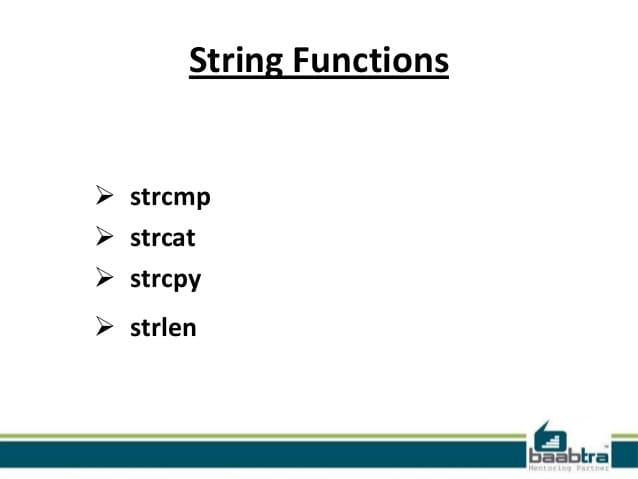 String Functions
➢ strcmp
➢ strcat
➢ strcpy
➢ strlen
baabtra
Mentoring Partner